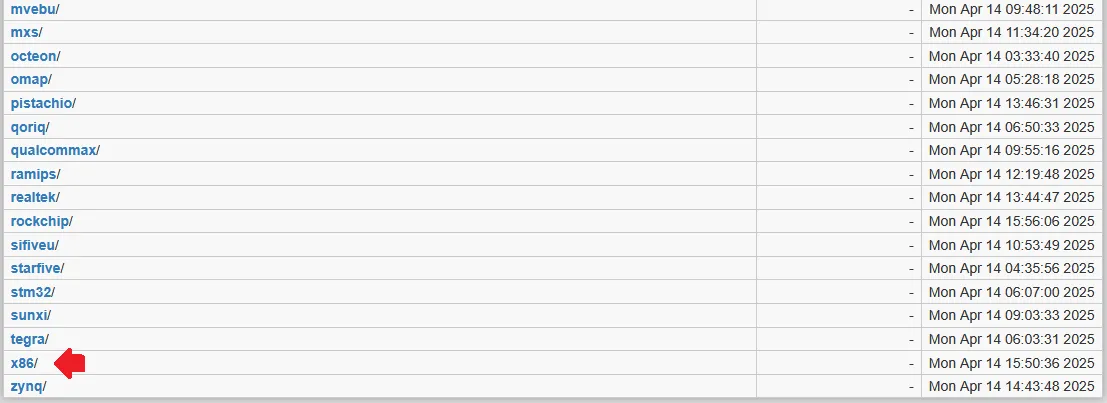 mvebu/ - Mon Apr 14 09:48:11 2025
mxs/ - Mon Apr 14 11:34:20 2025
octeon/ - Mon Apr 14 03:33:40 2025
omap/ - Mon Apr 14 05:28:18 2025
pistachio/ - Mon Apr 14 13:46:31 2025
qoriq/ - Mon Apr 14 06:50:33 2025
qualcommax/ - Mon Apr 14 09:55:16 2025
ramips/ - Mon Apr 14 12:19:48 2025
realtek/ - Mon Apr 14 13:44:47 2025
rockchip/ - Mon Apr 14 15:56:06 2025
sifiveu/ - Mon Apr 14 10:53:49 2025
starfive/ - Mon Apr 14 04:35:56 2025
stm32/ - Mon Apr 14 06:07:00 2025
sunxi/ - Mon Apr 14 09:03:33 2025
tegra/ - Mon Apr 14 06:03:31 2025
x86/ - Mon Apr 14 15:50:36 2025
zynq/ - Mon Apr 14 14:43:48 2025